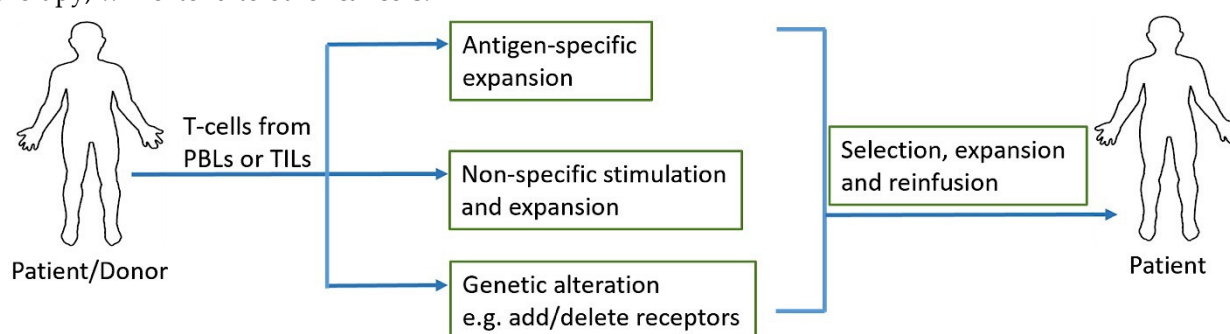 Antigen-specific
expansion
T-cells from
PBLs or TILs
Non-specific stimulation
and expansion
Selection, expansion
and reinfusion
Patient/Donor
Genetic alteration
e.g. add/delete receptors
Patient